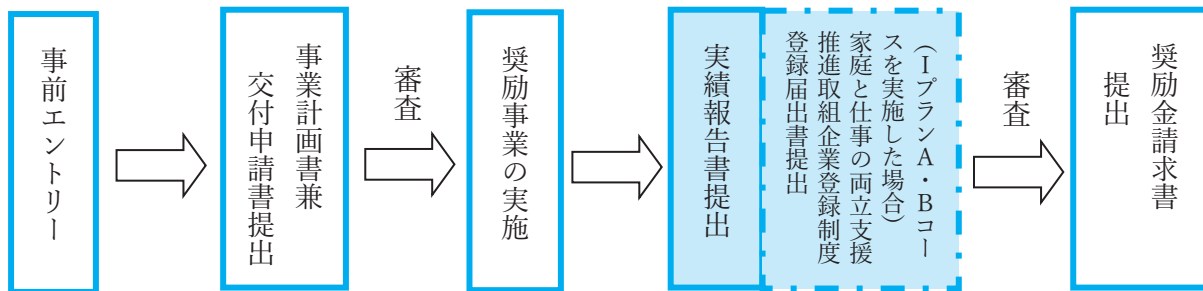 事前エントリー
事業計画書兼
交付申請書提出
審査
奨励事業の実施
実績報告書提出
(ⅠプランA・Bコー
スを実施した場合)
家庭と仕事の両立支援
推進取組企業登録制度
登録届出書提出
審査
奨励金請求書
提出